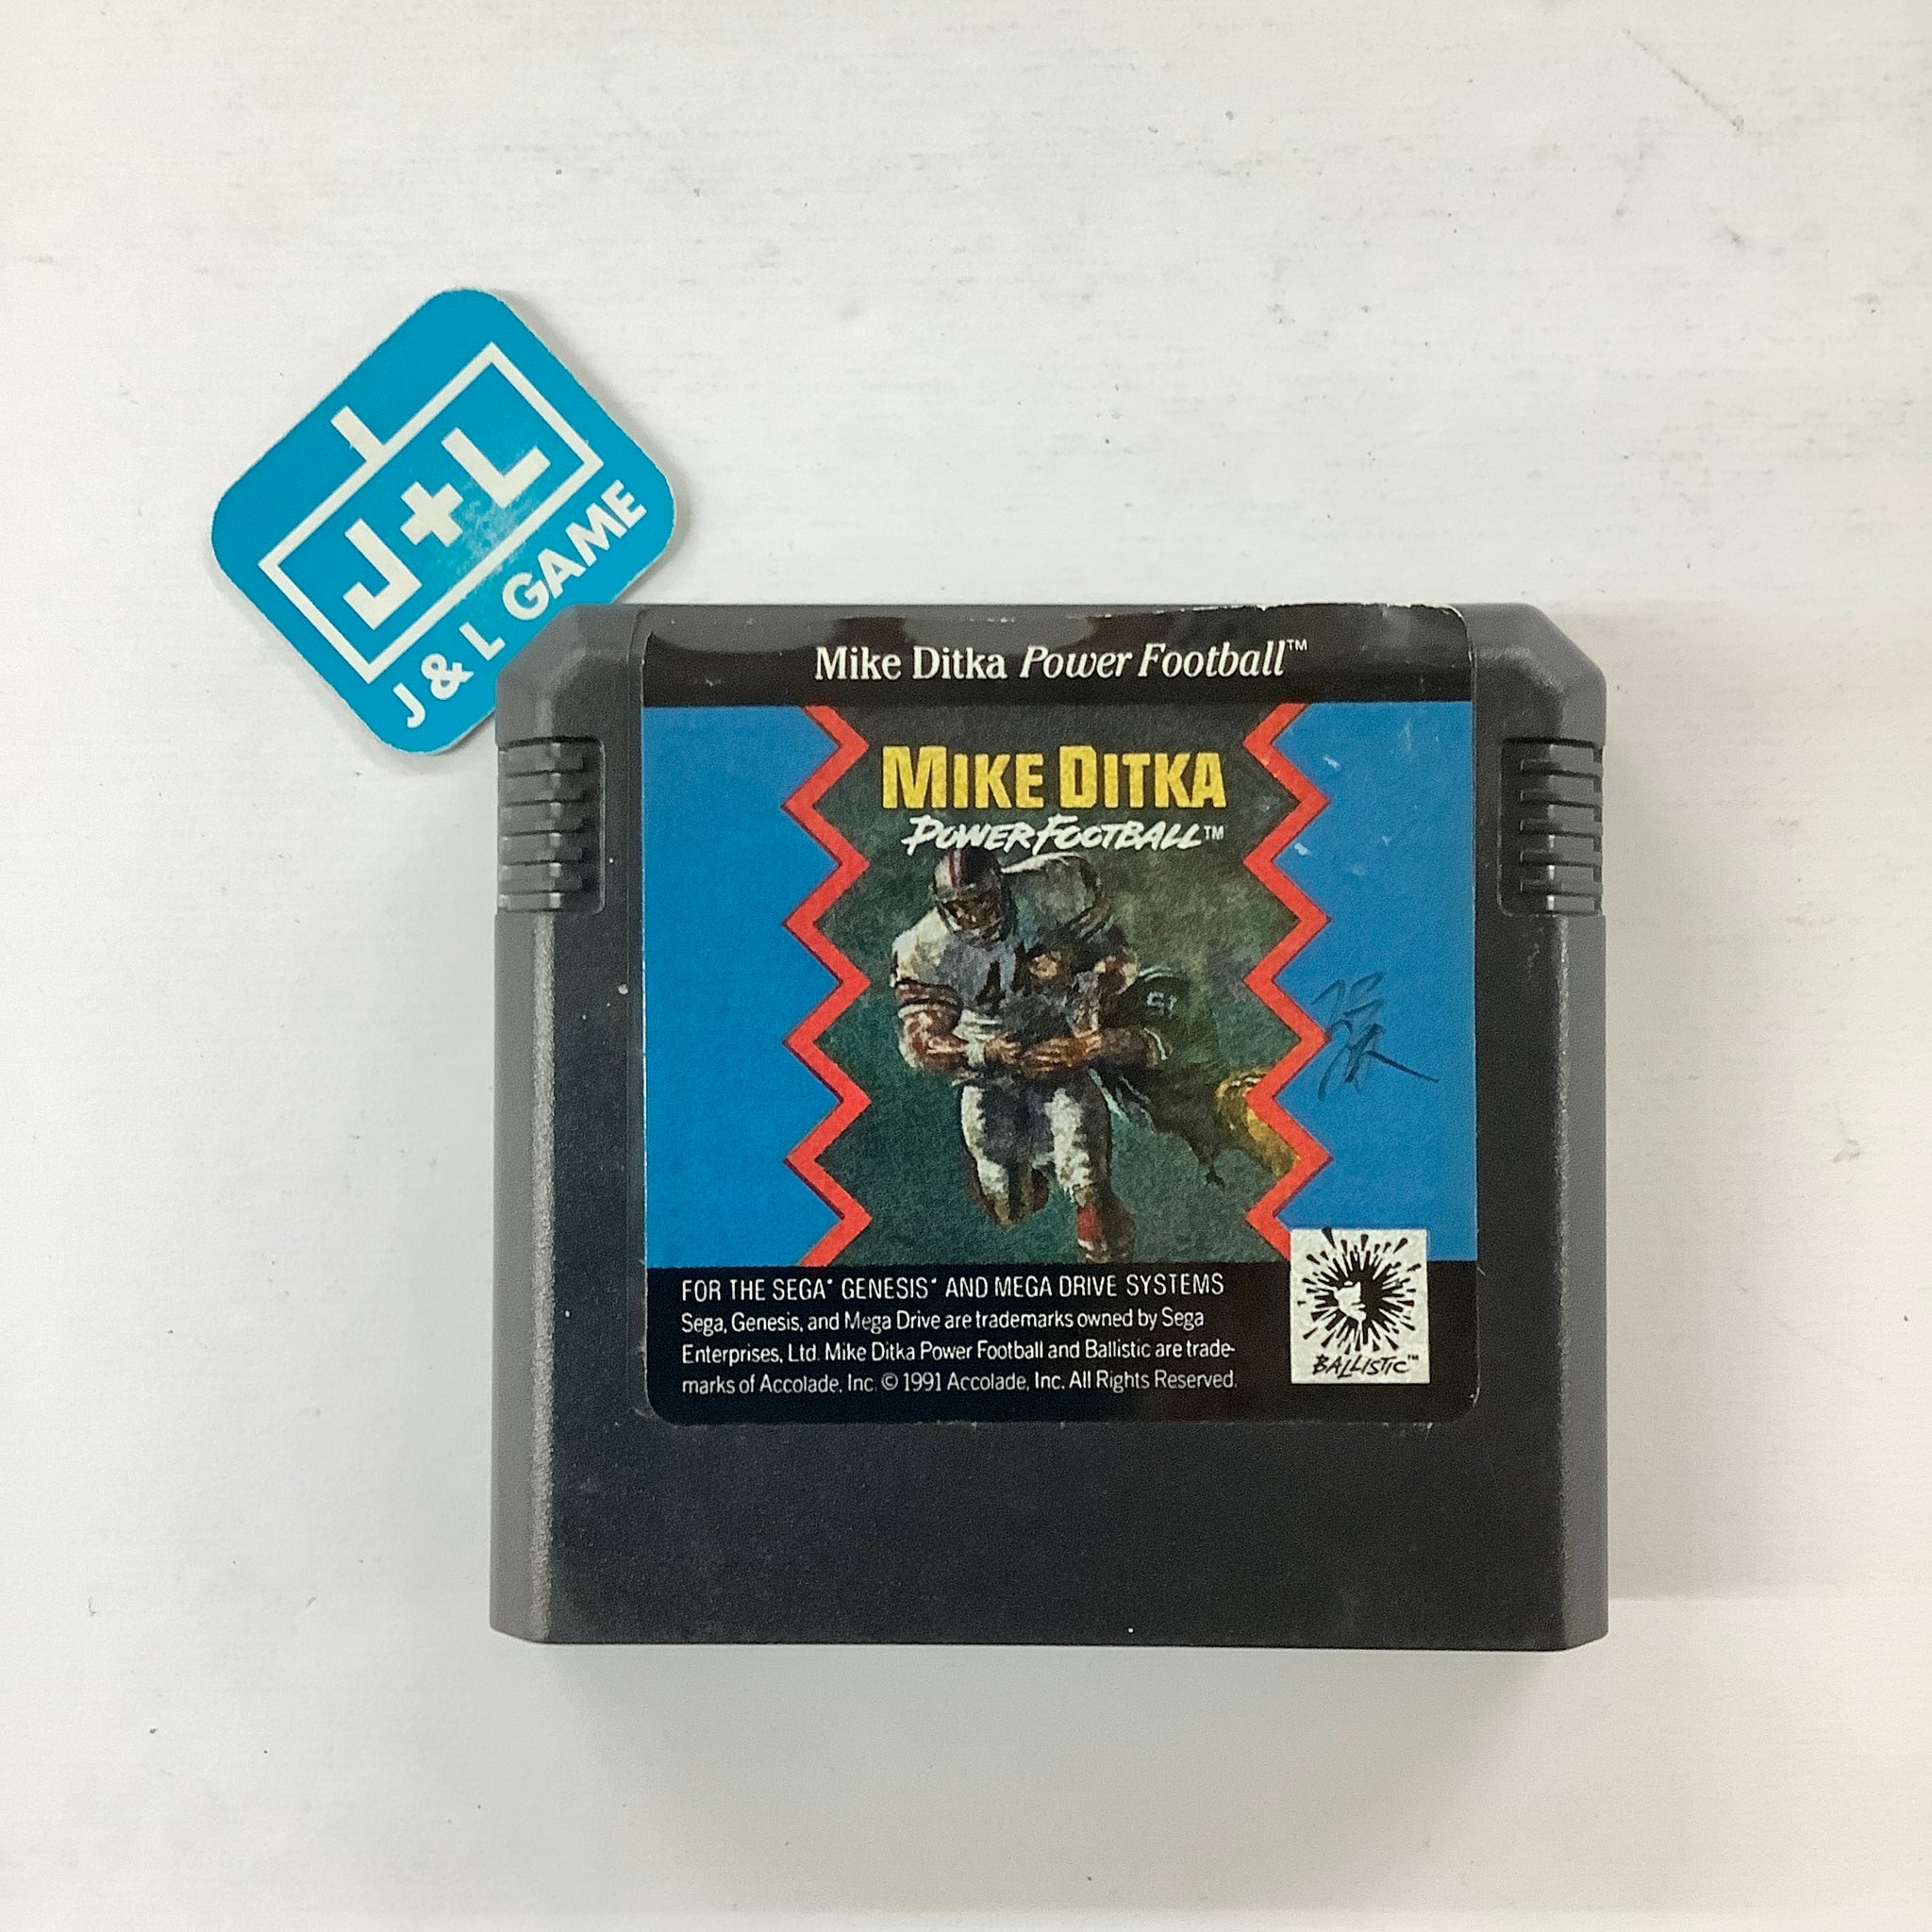 J+L
J & L GAME
Mike Ditka Power Football™
MIKE DITKA
POWER FOOTBALL™
44
FOR THE SEGA® GENESIS® AND MEGA DRIVE SYSTEMS
Sega, Genesis, and Mega Drive are trademarks owned by Sega
Enterprises, Ltd. Mike Ditka Power Football and Ballistic are trade-
marks of Accolade, Inc. © 1991 Accolade, Inc. All Rights Reserved.
BALLISTIC™